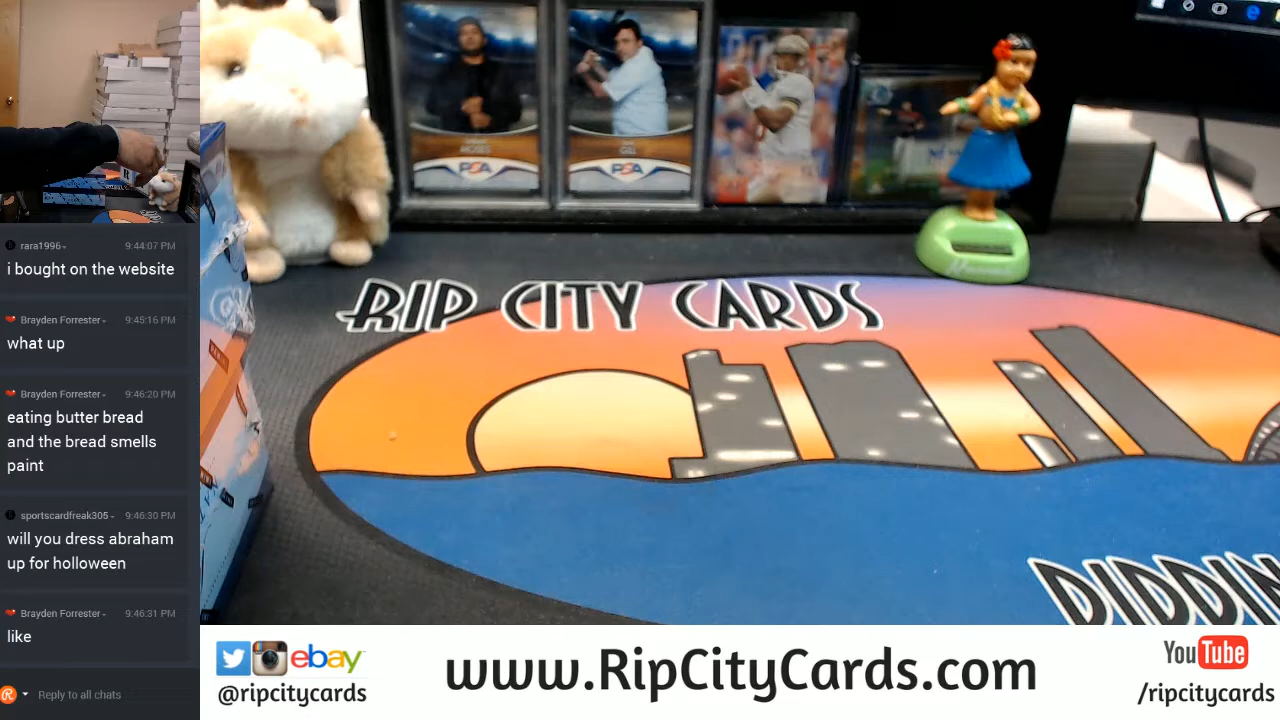 rara1996 9:44:07 PM
i bought on the website
Brayden Forrester 9:45:16 PM
what up
Brayden Forrester 9:46:20 PM
eating butter bread
and the bread smells
paint
sportscardfreak305 9:46:30 PM
will you dress abraham
up for holloween
Brayden Forrester 9:46:31 PM
like
Reply to all chats
PSA
PSA
RIP CITY CARDS
ebay
@ripcitycards
www.RipCityCards.com
YouTube
/ripcitycards